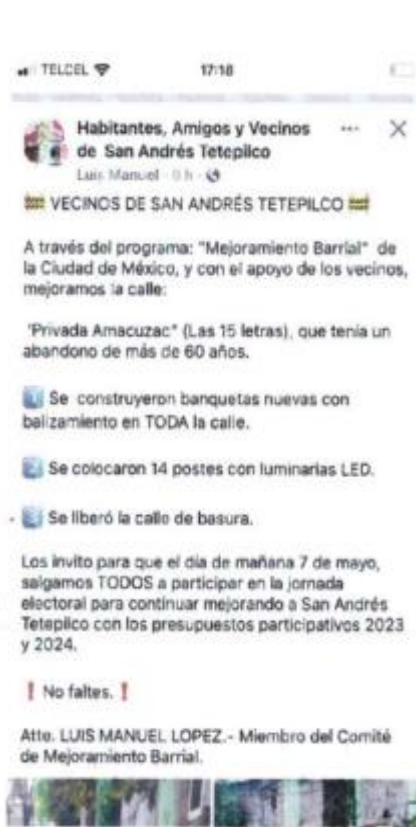 TELCEL 17:18
Habitantes, Amigos y Vecinos ... X
de San Andrés Tetepilco
Luis Manuel · h ·
VECINOS DE SAN ANDRÉS TETEPILCO
A través del programa: "Mejoramiento Barrial" de
la Ciudad de México, y con el apoyo de los vecinos,
mejoramos la calle:
"Privada Amacuzac" (Las 15 letras), que tenía un
abandono de más de 60 años.
Se construyeron banquetas nuevas con
balizamiento en TODA la calle.
Se colocaron 14 postes con luminarias LED.
Se liberó la calle de basura.
Los invito para que el día de mañana 7 de mayo,
salgamos TODOS a participar en la jornada
electoral para continuar mejorando a San Andrés
Tetepilco con los presupuestos participativos 2023
y 2024.
❗ No faltes. ❗
Atte. LUIS MANUEL LOPEZ.- Miembro del Comité
de Mejoramiento Barrial.